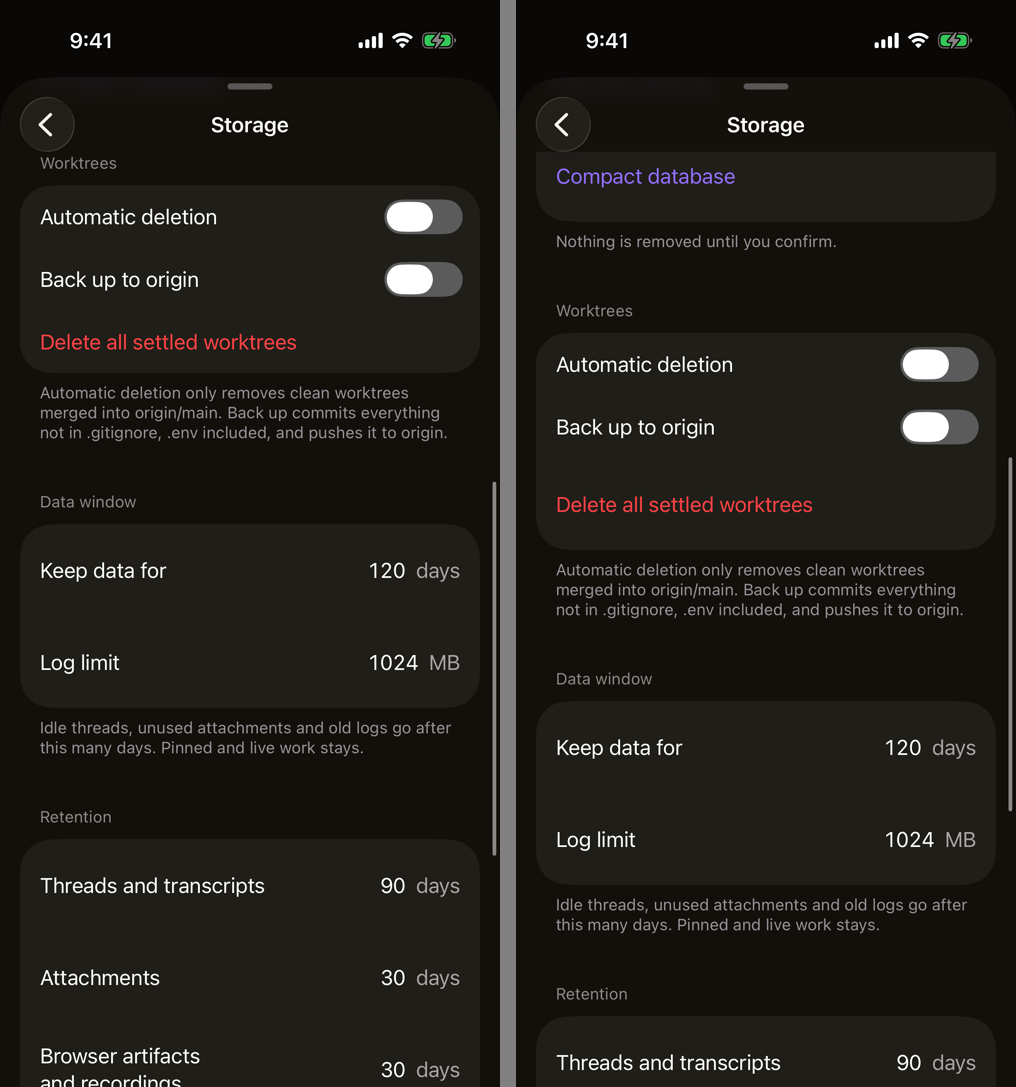 9:41
Storage
Worktrees
Automatic deletion
Back up to origin
Delete all settled worktrees
Automatic deletion only removes clean worktrees
merged into origin/main. Back up commits everything
not in .gitignore, .env included, and pushes it to origin.
Data window
Keep data for 120 days
Log limit 1024 MB
Idle threads, unused attachments and old logs go after
this many days. Pinned and live work stays.
Retention
Threads and transcripts 90 days
Attachments 30 days
Browser artifacts
and recordings 30 days
9:41
Storage
Compact database
Nothing is removed until you confirm.
Worktrees
Automatic deletion
Back up to origin
Delete all settled worktrees
Automatic deletion only removes clean worktrees
merged into origin/main. Back up commits everything
not in .gitignore, .env included, and pushes it to origin.
Data window
Keep data for 120 days
Log limit 1024 MB
Idle threads, unused attachments and old logs go after
this many days. Pinned and live work stays.
Retention
Threads and transcripts 90 days